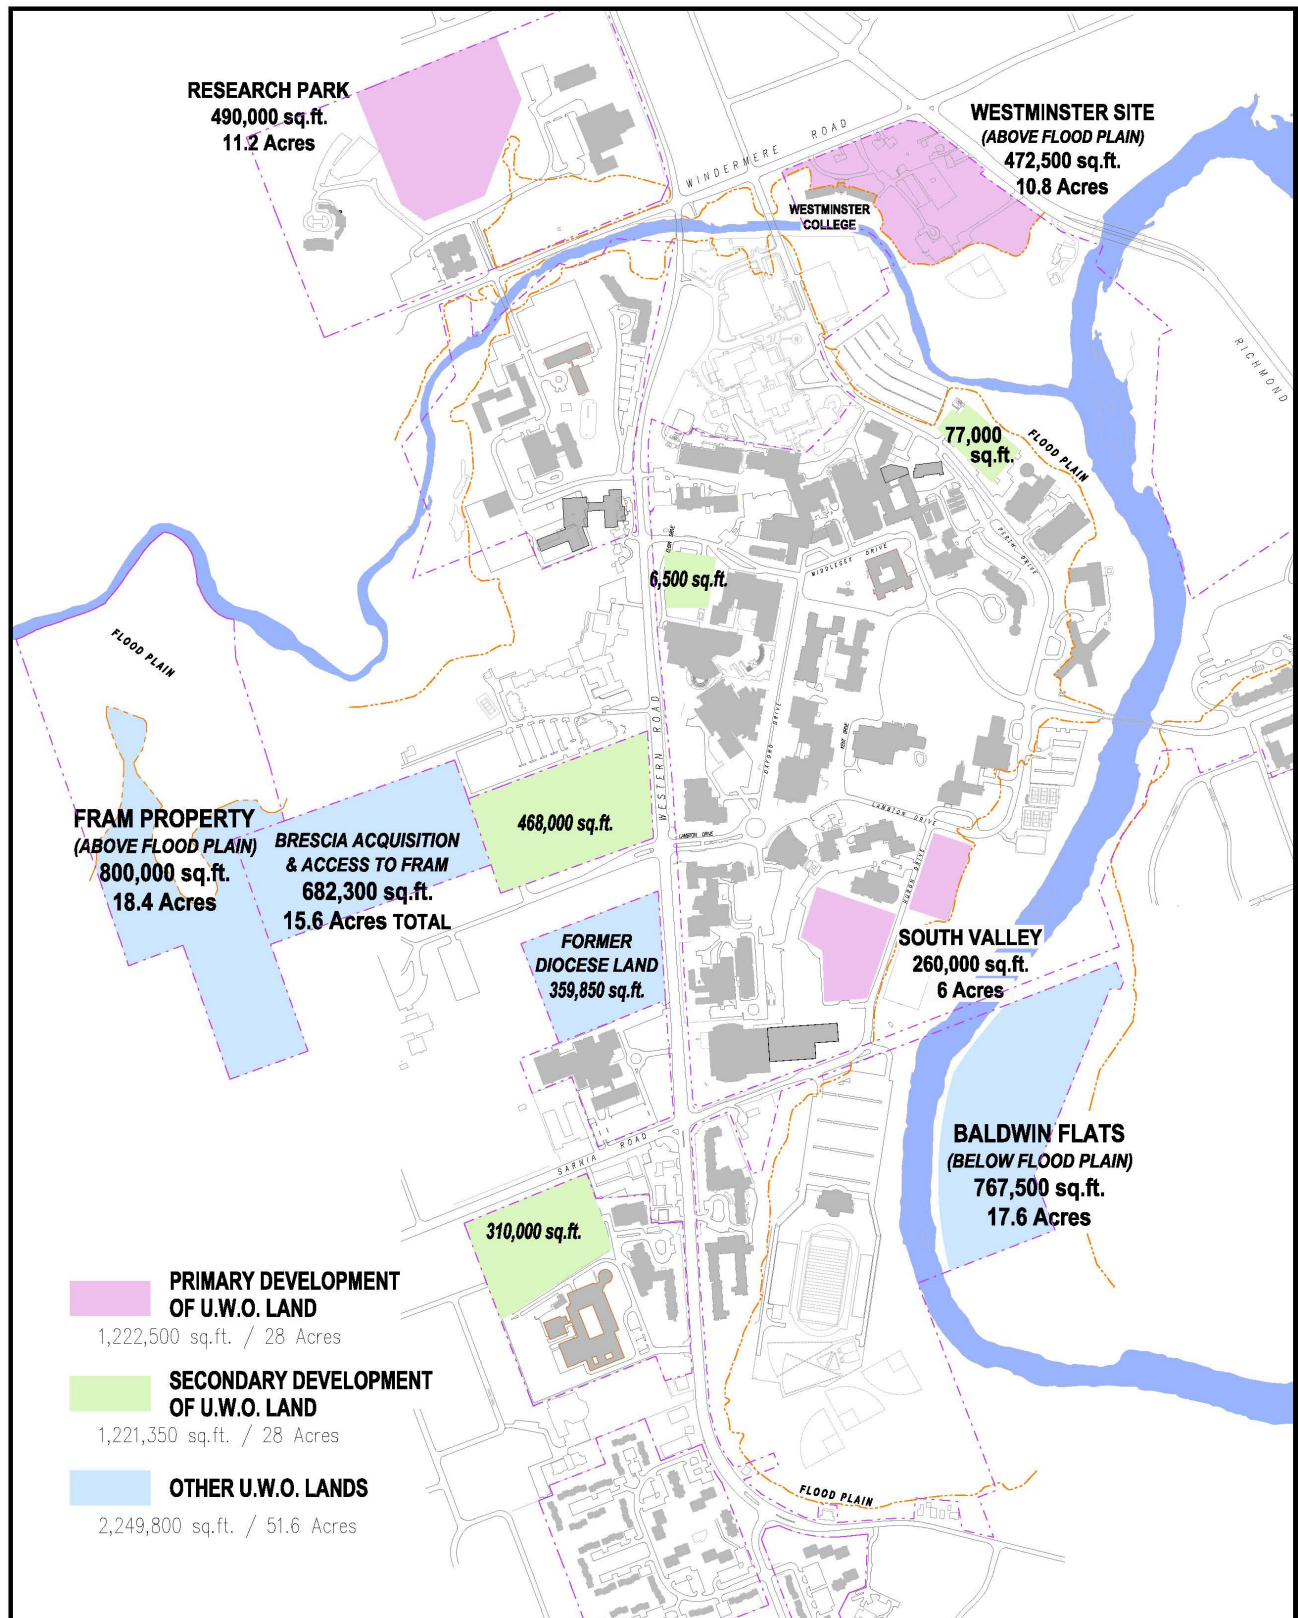 RESEARCH PARK
490,000 sq.ft.
11.2 Acres
WESTMINSTER SITE
(ABOVE FLOOD PLAIN)
472,500 sq.ft.
10.8 Acres
WINDERMERE ROAD
WESTMINSTER
COLLEGE
RICHMOND
77,000
sq.ft.
FLOOD PLAIN
PERTH DRIVE
MIDDLESEX DRIVE
6,500 sq.ft.
FLOOD PLAIN
WESTERN ROAD
OXFORD DRIVE
KENT DRIVE
LAMBTON DRIVE
LAMBTON DRIVE
HURON DRIVE
468,000 sq.ft.
FRAM PROPERTY
(ABOVE FLOOD PLAIN)
800,000 sq.ft.
18.4 Acres
BRESCIA ACQUISITION
& ACCESS TO FRAM
682,300 sq.ft.
15.6 Acres TOTAL
FORMER
DIOCESE LAND
359,850 sq.ft.
SOUTH VALLEY
260,000 sq.ft.
6 Acres
BALDWIN FLATS
(BELOW FLOOD PLAIN)
767,500 sq.ft.
17.6 Acres
SARNIA ROAD
310,000 sq.ft.
FLOOD PLAIN
PRIMARY DEVELOPMENT
OF U.W.O. LAND
1,222,500 sq.ft. / 28 Acres
SECONDARY DEVELOPMENT
OF U.W.O. LAND
1,221,350 sq.ft. / 28 Acres
OTHER U.W.O. LANDS
2,249,800 sq.ft. / 51.6 Acres